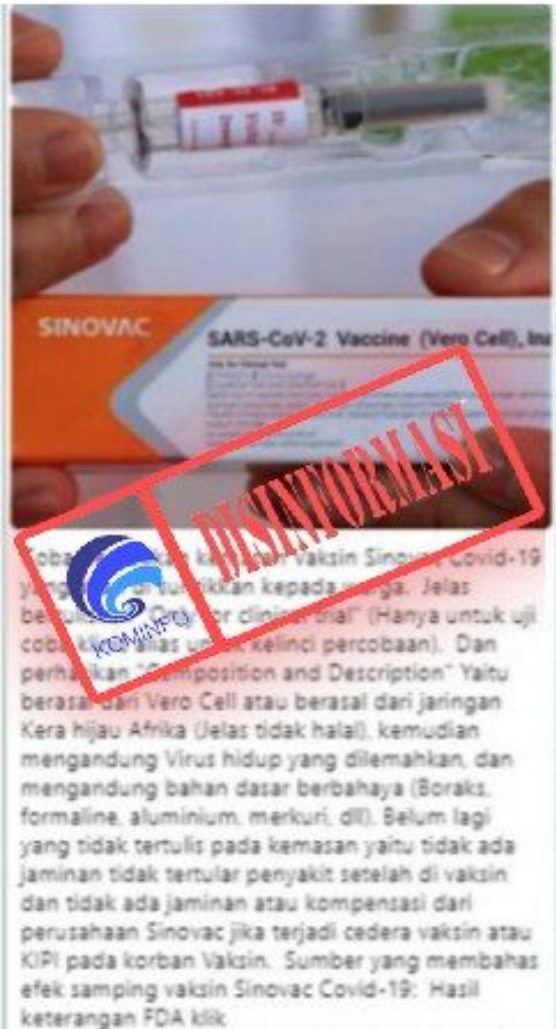 SINOVAC
SARS-CoV-2 Vaccine (Vero Cell), Ina
DISINFORMASI
KOMINFO
Vaksin Sinovac Covid-19
kepada warga. Jelas
clinical trial" (Hanya untuk uji
kelinci percobaan). Dan
"Composition and Description" Yaitu
berasal dari Vero Cell atau berasal dari jaringan
Kera hijau Afrika (Jelas tidak halal), kemudian
mengandung Virus hidup yang dilemahkan, dan
mengandung bahan dasar berbahaya (Boraks,
formaline, aluminium, merkuri, dll). Belum lagi
yang tidak tertulis pada kemasan yaitu tidak ada
jaminan tidak tertular penyakit setelah di vaksin
dan tidak ada jaminan atau kompensasi dari
perusahaan Sinovac jika terjadi cedera vaksin atau
KIPI pada korban Vaksin. Sumber yang membahas
efek samping vaksin Sinovac Covid-19: Hasil
keterangan FDA klik